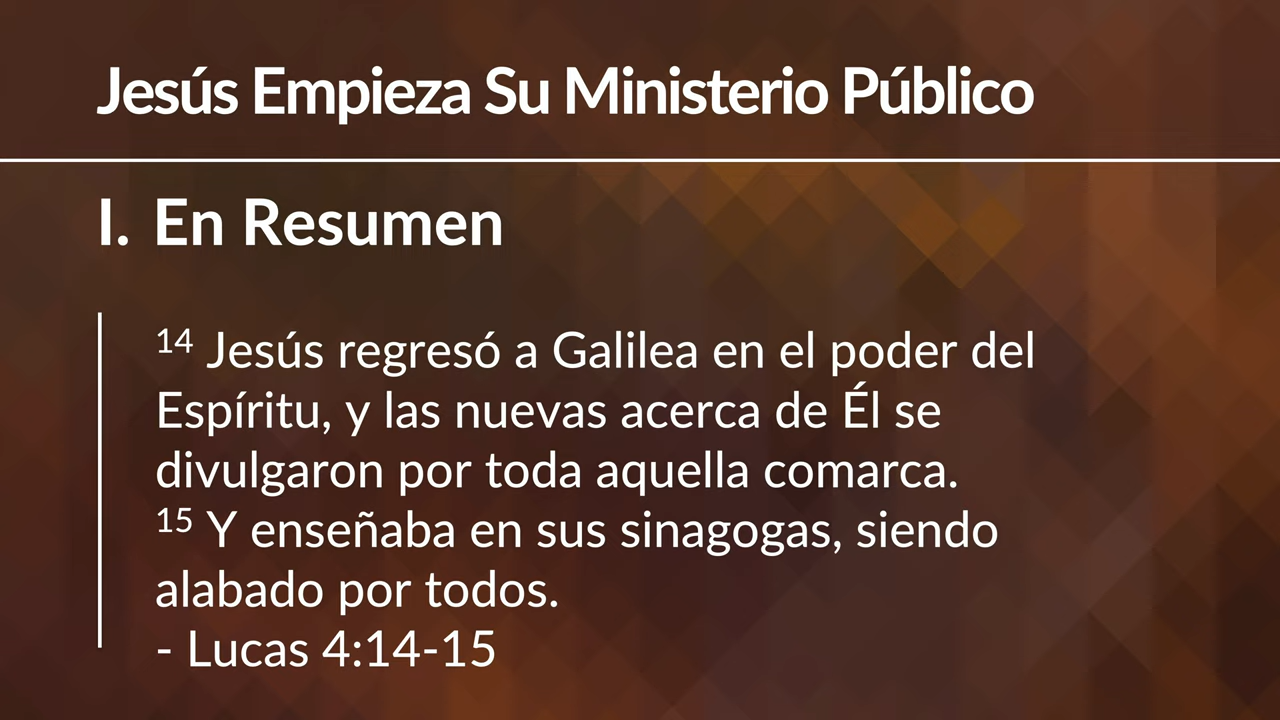 Jesús Empieza Su Ministerio Público
I. En Resumen
14 Jesús regresó a Galilea en el poder del
Espíritu, y las nuevas acerca de Él se
divulgaron por toda aquella comarca.
15 Y enseñaba en sus sinagogas, siendo
alabado por todos.
- Lucas 4:14-15